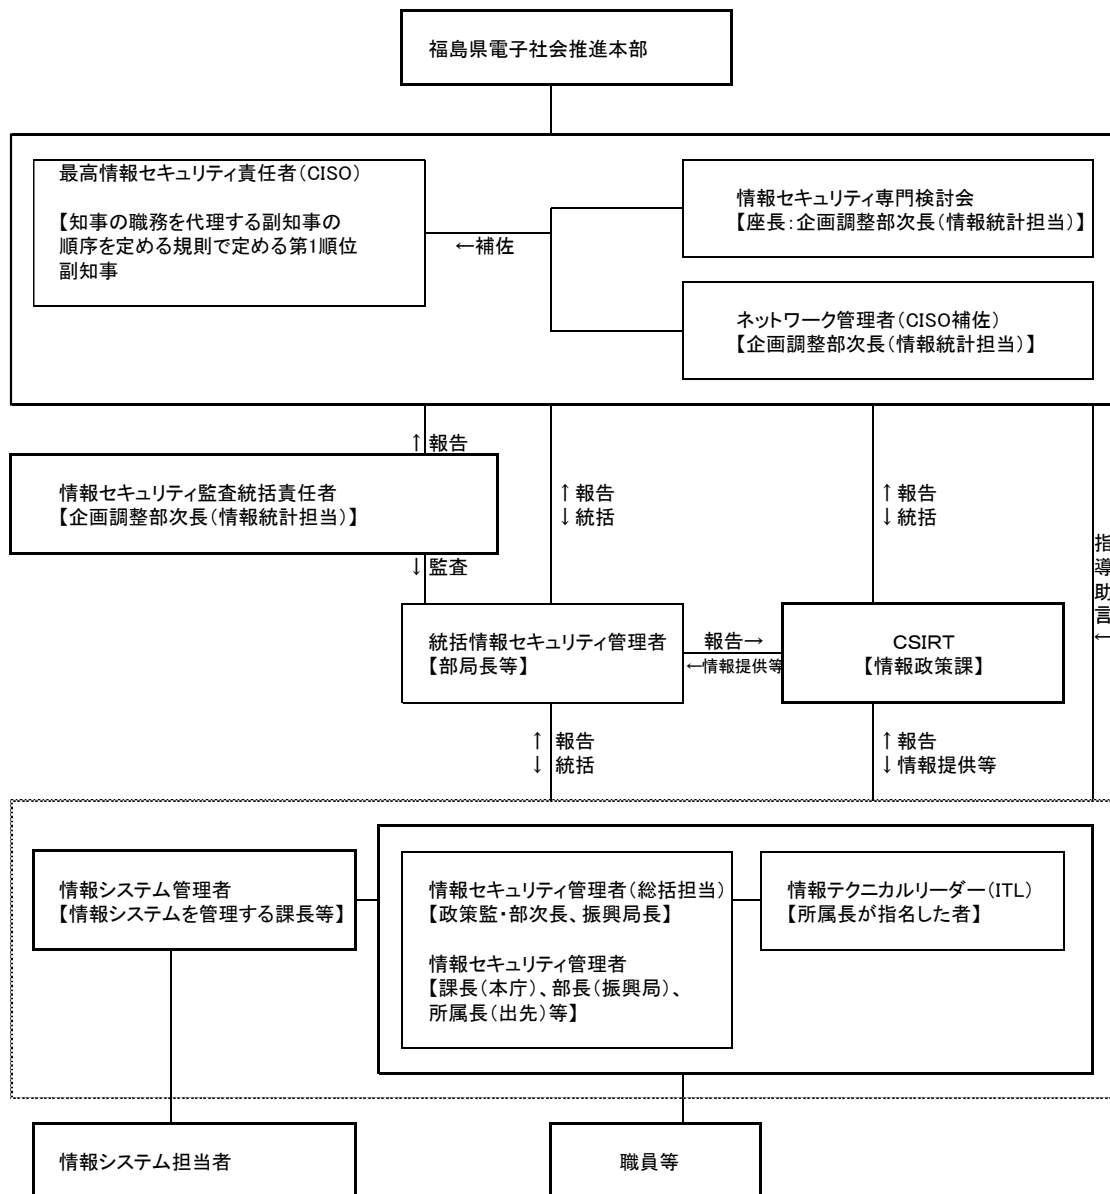 福島県電子社会推進本部
最高情報セキュリティ責任者(CISO)
【知事の職務を代理する副知事の
順序を定める規則で定める第1順位
副知事
←補佐
情報セキュリティ専門検討会
【座長:企画調整部次長(情報統計担当)】
ネットワーク管理者(CISO補佐)
【企画調整部次長(情報統計担当)】
↑報告
情報セキュリティ監査統括責任者
【企画調整部次長(情報統計担当)】
↓監査
↑報告
↓統括
↑報告
↓統括
指
導
助
言
←
統括情報セキュリティ管理者
【部局長等】
報告→
←情報提供等
CSIRT
【情報政策課】
↑ 報告
↓ 統括
↑報告
↓情報提供等
情報システム管理者
【情報システムを管理する課長等】
情報セキュリティ管理者(総括担当)
【政策監・部次長、振興局長】
情報セキュリティ管理者
【課長(本庁)、部長(振興局)、
所属長(出先)等】
情報テクニカルリーダー(ITL)
【所属長が指名した者】
情報システム担当者
職員等